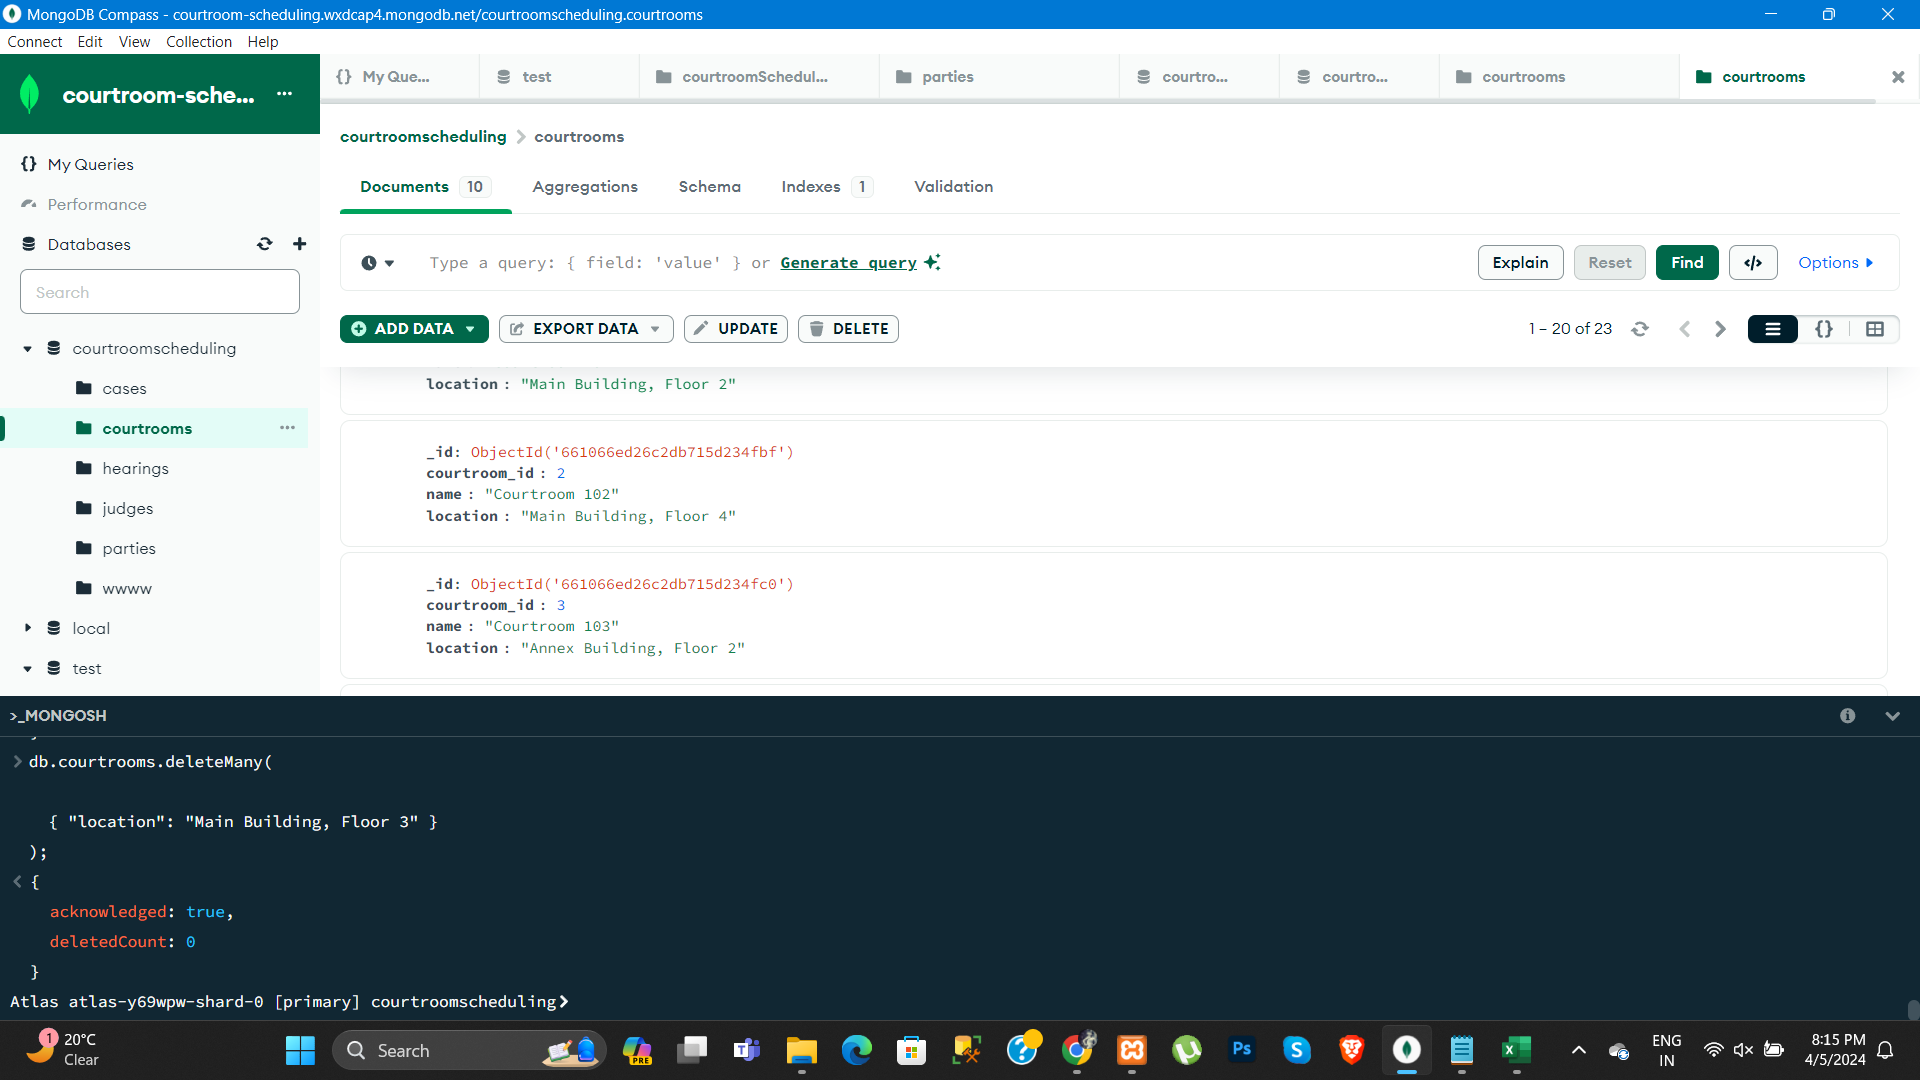 MongoDB Compass - courtroom-scheduling.wxdcap4.mongodb.net/courtroomscheduling.courtrooms
Connect Edit View Collection Help
courtroom-sche... ...
{} My Que... test courtroomSchedul... parties courtro... courtro... courtrooms courtrooms
courtroomscheduling > courtrooms
{} My Queries
Performance
Databases
Search
courtroomscheduling
cases
courtrooms ...
hearings
judges
parties
wwww
local
test
Documents 10 Aggregations Schema Indexes 1 Validation
Type a query: { field: 'value' } or Generate query Explain Reset Find </> Options
ADD DATA EXPORT DATA UPDATE DELETE 1 – 20 of 23 {}
location : "Main Building, Floor 2"
_id: ObjectId('661066ed26c2db715d234fbf')
courtroom_id : 2
name : "Courtroom 102"
location : "Main Building, Floor 4"
_id: ObjectId('661066ed26c2db715d234fc0')
courtroom_id : 3
name : "Courtroom 103"
location : "Annex Building, Floor 2"
>_MONGOSH
> db.courtrooms.deleteMany(
{ "location": "Main Building, Floor 3" }
);
< {
acknowledged: true,
deletedCount: 0
}
Atlas atlas-y69wpw-shard-0 [primary] courtroomscheduling>
1 20°C
Clear
Search
PRE
Ps
ENG
IN
8:15 PM
4/5/2024